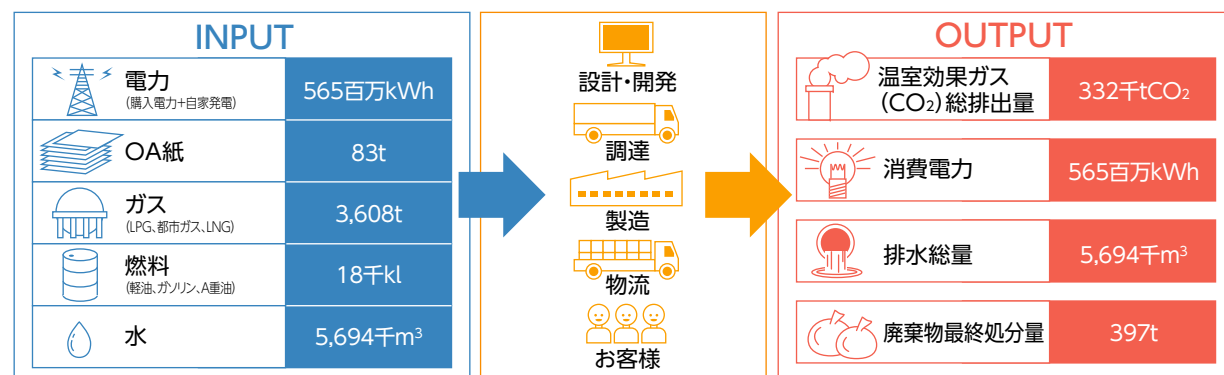 INPUT
電力
(購入電力+自家発電)
565百万kWh
OA紙
83t
ガス
(LPG、都市ガス、LNG)
3,608t
燃料
(軽油、ガソリン、A重油)
18千kl
水
5,694千m³
設計・開発
調達
製造
物流
お客様
OUTPUT
温室効果ガス
(CO₂)総排出量
332千tCO₂
消費電力
565百万kWh
排水総量
5,694千m³
廃棄物最終処分量
397t